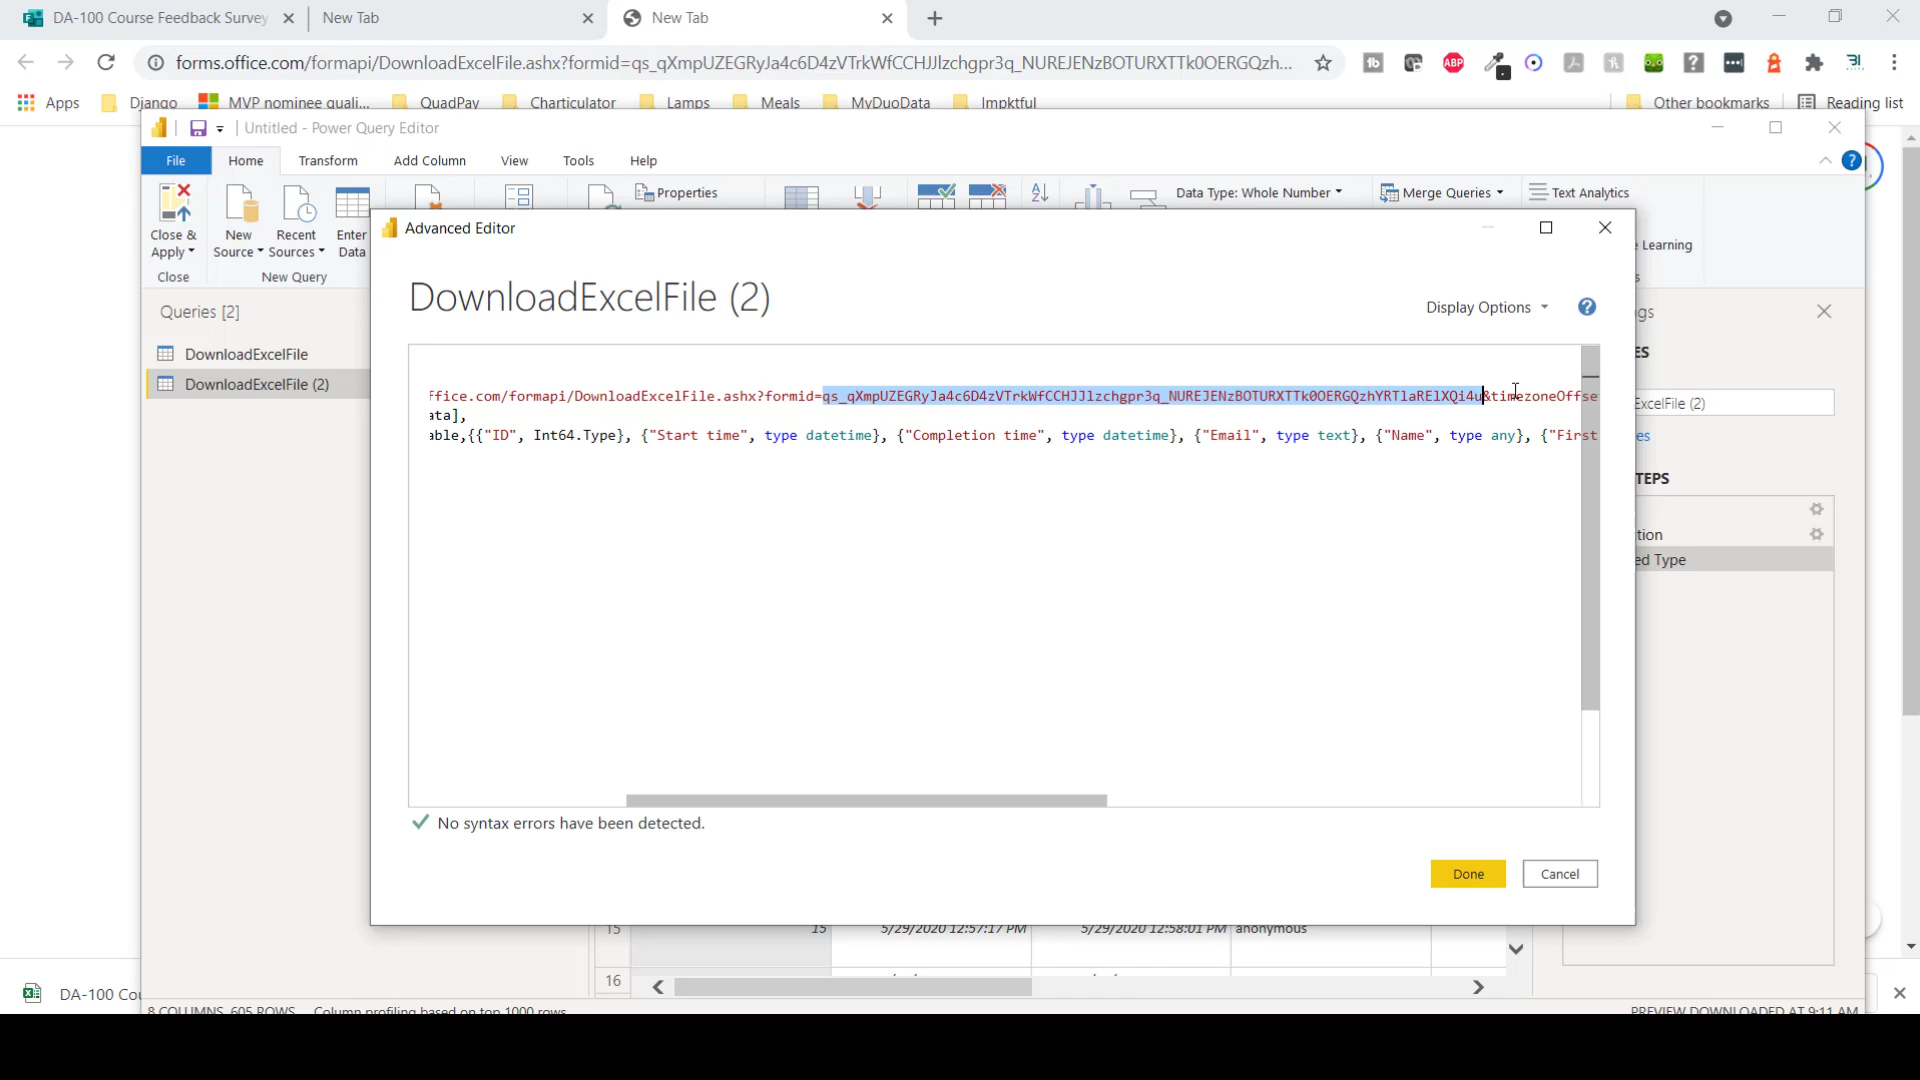 DA-100 Course Feedback Survey
New Tab
New Tab
forms.office.com/formapi/DownloadExcelFile.ashx?formid=qs_qXmpUZEGRyJa4c6D4zVTrkWfCCHJJlzchgpr3q_NUREJENzBOTURXTTk0OERGQzh...
Apps
Django
MVP nominee quali...
QuadPay
Charticulator
Lamps
Meals
MyDuoData
Impktful
Other bookmarks
Reading list
Untitled - Power Query Editor
File
Home
Transform
Add Column
View
Tools
Help
Close &
Apply
New
Source
Recent
Sources
Enter
Data
Properties
Data Type: Whole Number
Merge Queries
Text Analytics
Learning
Close
New Query
Queries [2]
DownloadExcelFile
DownloadExcelFile (2)
Advanced Editor
DownloadExcelFile (2)
Display Options
ffice.com/formapi/DownloadExcelFile.ashx?formid=qs_qXmpUZEGRyJa4c6D4zVTrkWfCCHJJlzchgpr3q_NUREJENzBOTURXTTk0OERGQzhYRTlaRElXQi4u&timezoneOffse
ata],
able,{{"ID", Int64.Type}, {"Start time", type datetime}, {"Completion time", type datetime}, {"Email", type text}, {"Name", type any}, {"First
No syntax errors have been detected.
Done
Cancel
gs
ES
ExcelFile (2)
es
TEPS
tion
ed Type
15
15
5/29/2020 12:57:17 PM
5/29/2020 12:58:01 PM
anonymous
16
DA-100 Cou
8 COLUMNS, 605 ROWS
Column profiling based on top 1000 rows
PREVIEW DOWNLOADED AT 9:11 AM